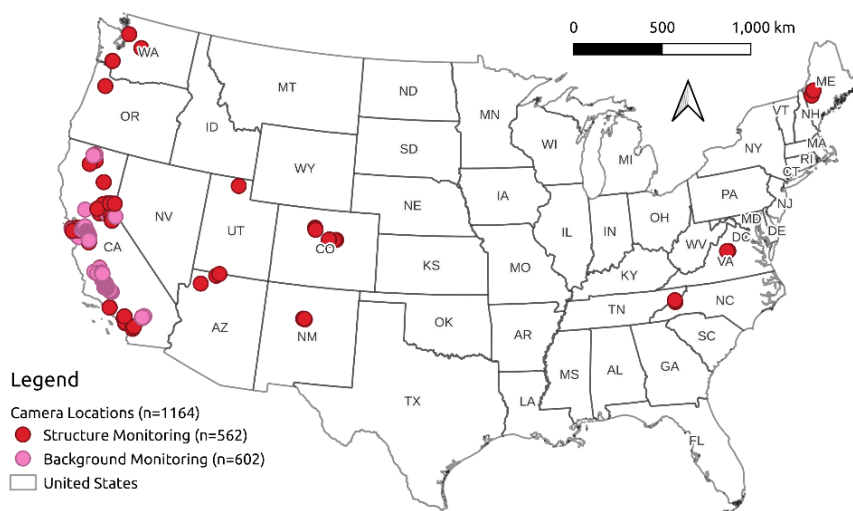 0 500 1,000 km
WA
MT
ND
MN
ME
VT
NH
OR
ID
WI
MI
NY
MA
RI
CT
SD
WY
IA
PA
NJ
NE
OH
MD
DE
DC
NV
UT
IL
IN
WV
CA
CO
KS
MO
KY
VA
AZ
NM
OK
TN
NC
AR
SC
MS
AL
GA
TX
LA
FL
Legend
Camera Locations (n=1164)
Structure Monitoring (n=562)
Background Monitoring (n=602)
United States